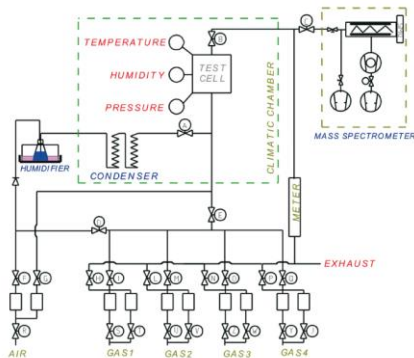 TEMPERATURE
HUMIDITY
PRESSURE
TEST
CELL
B
C
A
CLIMATIC CHAMBER
MASS SPECTROMETER
HUMIDIFIER
CONDENSER
METER
E
D
EXHAUST
F
G
H
I
L
M
N
O
P
Q
R
S
T
U
V
W
AIR
GAS1
GAS2
GAS3
GAS4